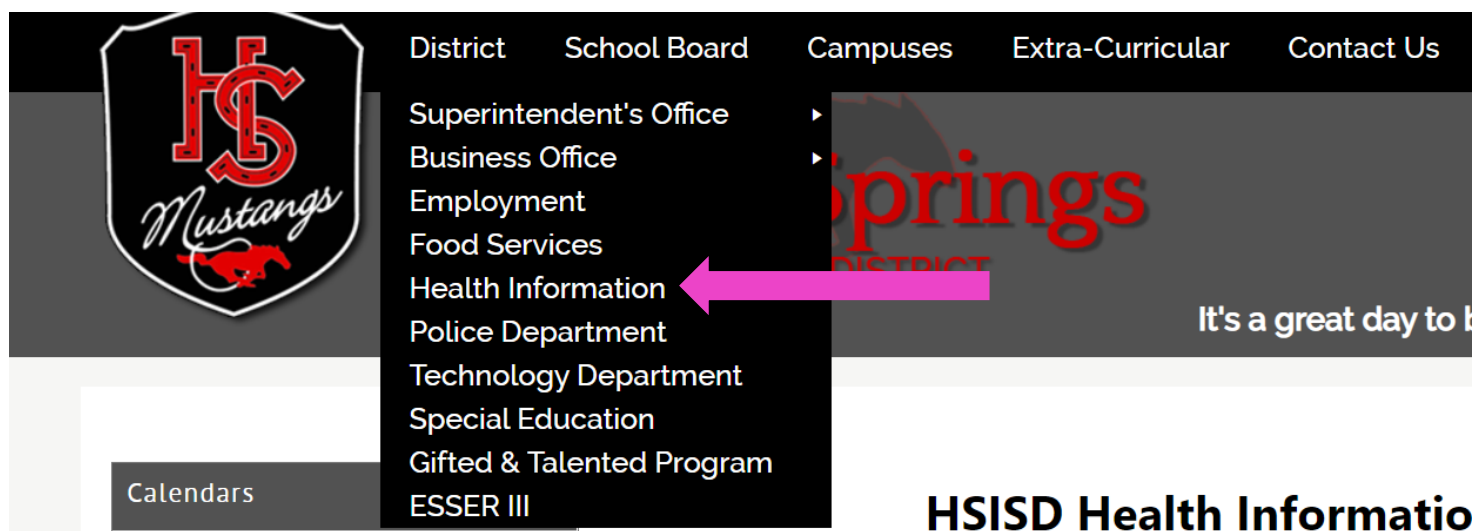 HS
Mustangs
District School Board Campuses Extra-Curricular Contact Us
Superintendent's Office
Business Office
Employment
Food Services
Health Information
Police Department
Technology Department
Special Education
Gifted & Talented Program
ESSER III
Springs
DISTRICT
It's a great day to b
Calendars
HSISD Health Informatio